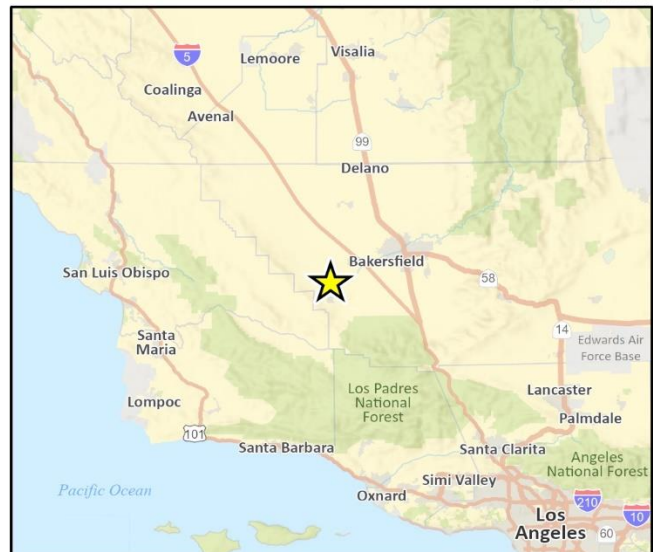 Visalia
Lemoore
5
Coalinga
Avenal
99
Delano
Bakersfield
San Luis Obispo
58
Santa
Maria
14
Edwards Air
Force Base
Los Padres
National
Forest
Lancaster
Lompoc
Palmdale
101
Santa Barbara
Santa Clarita
Angeles
National Forest
Simi Valley
Pacific Ocean
Oxnard
210
10
Los
Angeles
60